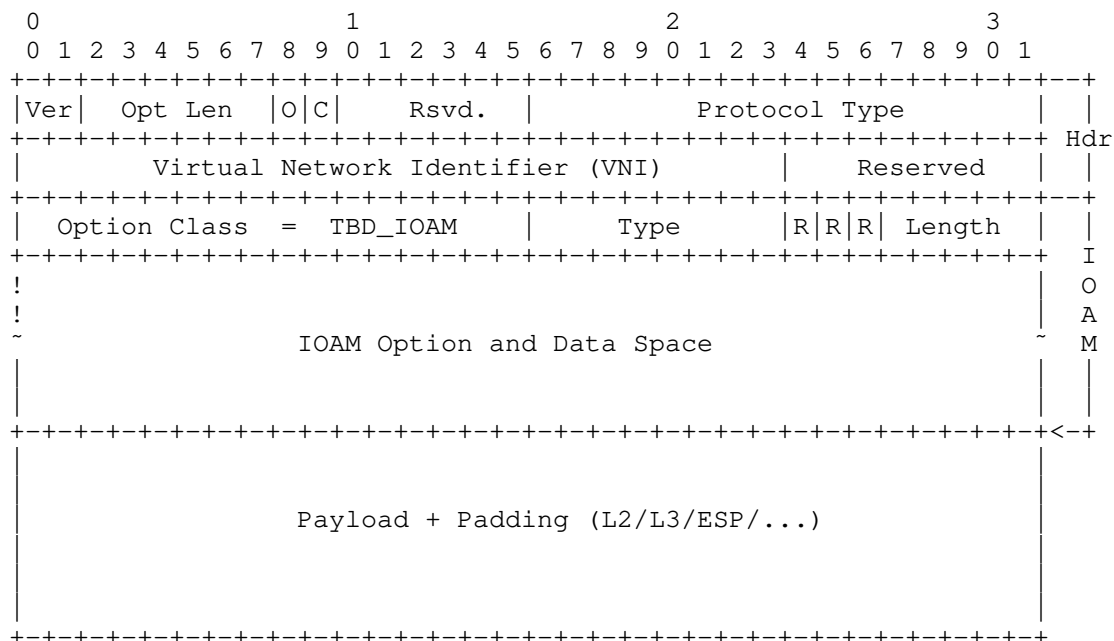 0                   1                   2                   3
 0 1 2 3 4 5 6 7 8 9 0 1 2 3 4 5 6 7 8 9 0 1 2 3 4 5 6 7 8 9 0 1
+-+-+-+-+-+-+-+-+-+-+-+-+-+-+-+-+-+-+-+-+-+-+-+-+-+-+-+-+-+-+-+-+--+
|Ver|  Opt Len  |O|C|    Rsvd.  |          Protocol Type        |  |
+-+-+-+-+-+-+-+-+-+-+-+-+-+-+-+-+-+-+-+-+-+-+-+-+-+-+-+-+-+-+-+-+ Hdr
|        Virtual Network Identifier (VNI)       |    Reserved   |  |
+-+-+-+-+-+-+-+-+-+-+-+-+-+-+-+-+-+-+-+-+-+-+-+-+-+-+-+-+-+-+-+-+--+
|  Option Class  =  TBD_IOAM    |     Type      |R|R|R| Length  |  |
+-+-+-+-+-+-+-+-+-+-+-+-+-+-+-+-+-+-+-+-+-+-+-+-+-+-+-+-+-+-+-+-+  I
!                                                               |  O
!                                                               |  A
~                 IOAM Option and Data Space                    ~  M
|                                                               |  |
|                                                               |  |
+-+-+-+-+-+-+-+-+-+-+-+-+-+-+-+-+-+-+-+-+-+-+-+-+-+-+-+-+-+-+-+-+<-+
|                                                               |
|                                                               |
|                 Payload + Padding (L2/L3/ESP/...)             |
|                                                               |
|                                                               |
|                                                               |
+-+-+-+-+-+-+-+-+-+-+-+-+-+-+-+-+-+-+-+-+-+-+-+-+-+-+-+-+-+-+-+-+